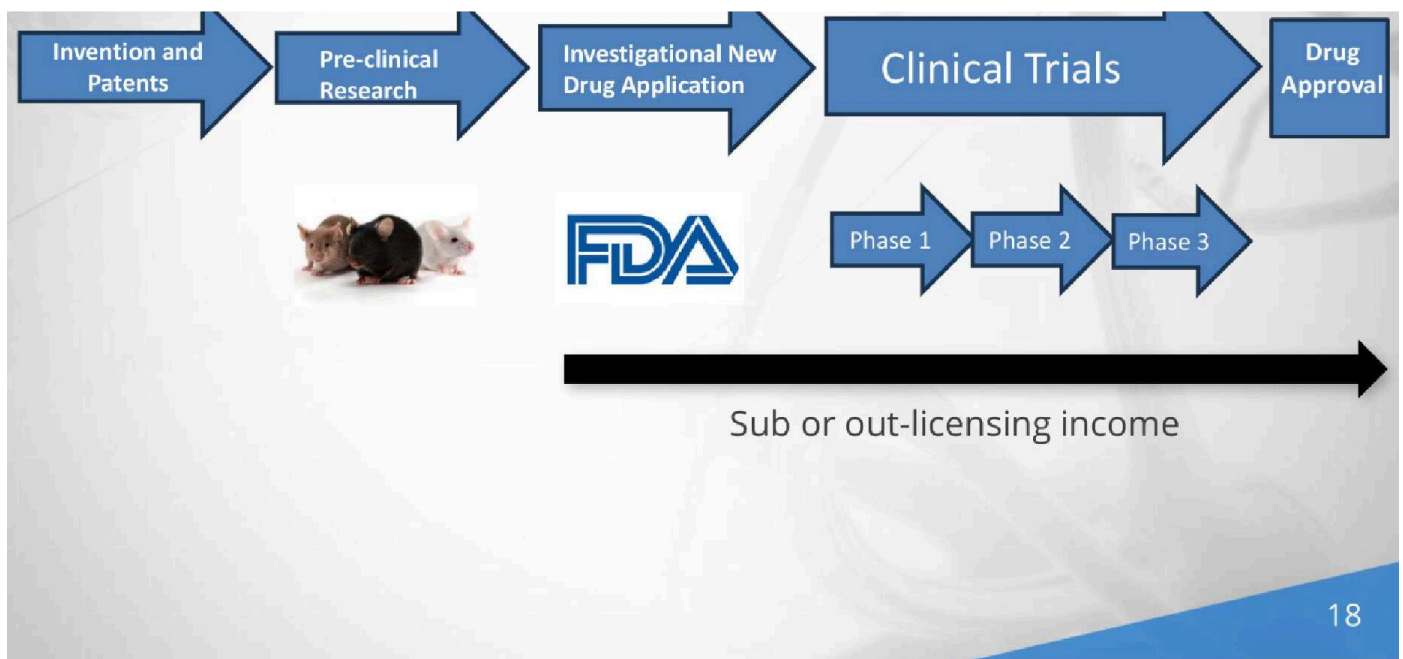 Invention and
Patents
Pre-clinical
Research
Investigational New
Drug Application
Clinical Trials
Drug
Approval
FDA
Phase 1
Phase 2
Phase 3
Sub or out-licensing income
18